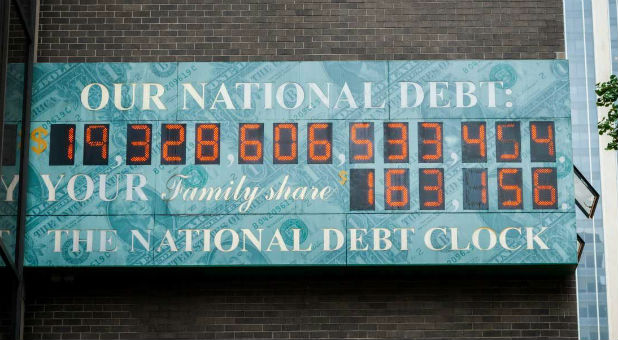 OUR NATIONAL DEBT:
$19,328,606,533,454.
YOUR Family share $163,156
THE NATIONAL DEBT CLOCK